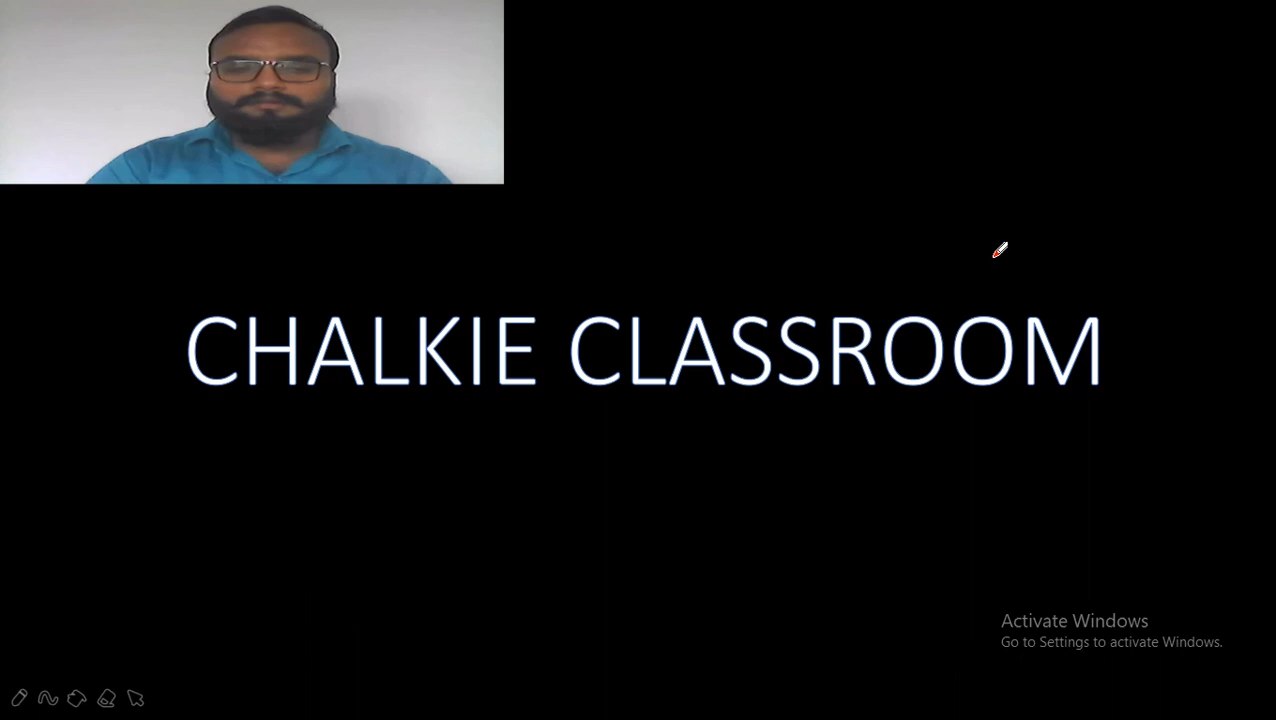 CHALKIE CLASSROOM
Activate Windows
Go to Settings to activate Windows.